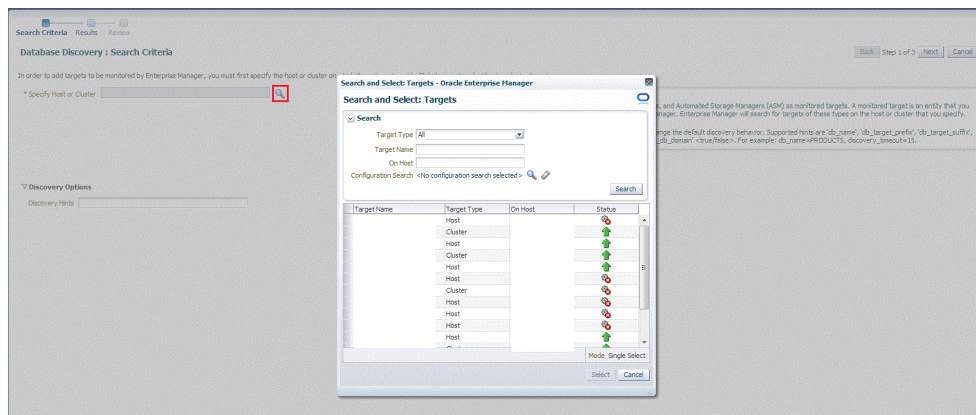 Search Criteria Results Review
Database Discovery : Search Criteria
Back Step 1 of 3 Next Cancel
In order to add targets to be monitored by Enterprise Manager, you must first specify the host or cluster on
* Specify Host or Cluster
s, and Automated Storage Managers (ASM) as monitored targets. A monitored target is an entity that you
anager. Enterprise Manager will search for targets of these types on the host or cluster that you specify.
ange the default discovery behavior. Supported hints are 'db_name', 'db_target_prefix', 'db_target_suffix',
_db_domain' <true/false>. For example: db_name=PRODUCTS, discovery_timeout=15.
Discovery Options
Discovery Hints
Search and Select: Targets - Oracle Enterprise Manager
Search and Select: Targets
Search
Target Type All
Target Name
On Host
Configuration Search <No configuration search selected>
Search
Target Name Target Type On Host Status
Host
Cluster
Host
Cluster
Host
Host
Cluster
Host
Host
Host
Host
Mode Single Select
Select Cancel